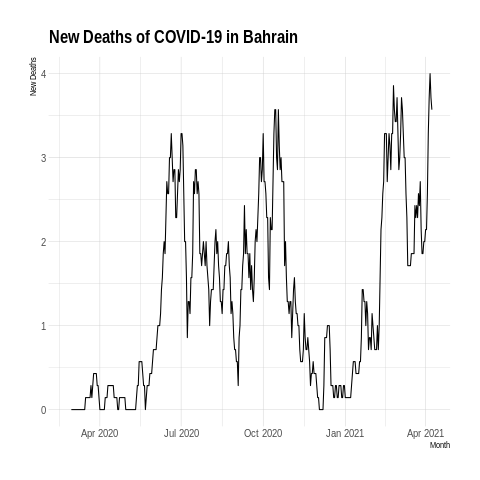 New Deaths of COVID-19 in Bahrain
New Deaths
4
3
2
1
0
Apr 2020 Jul 2020 Oct 2020 Jan 2021 Apr 2021
Month